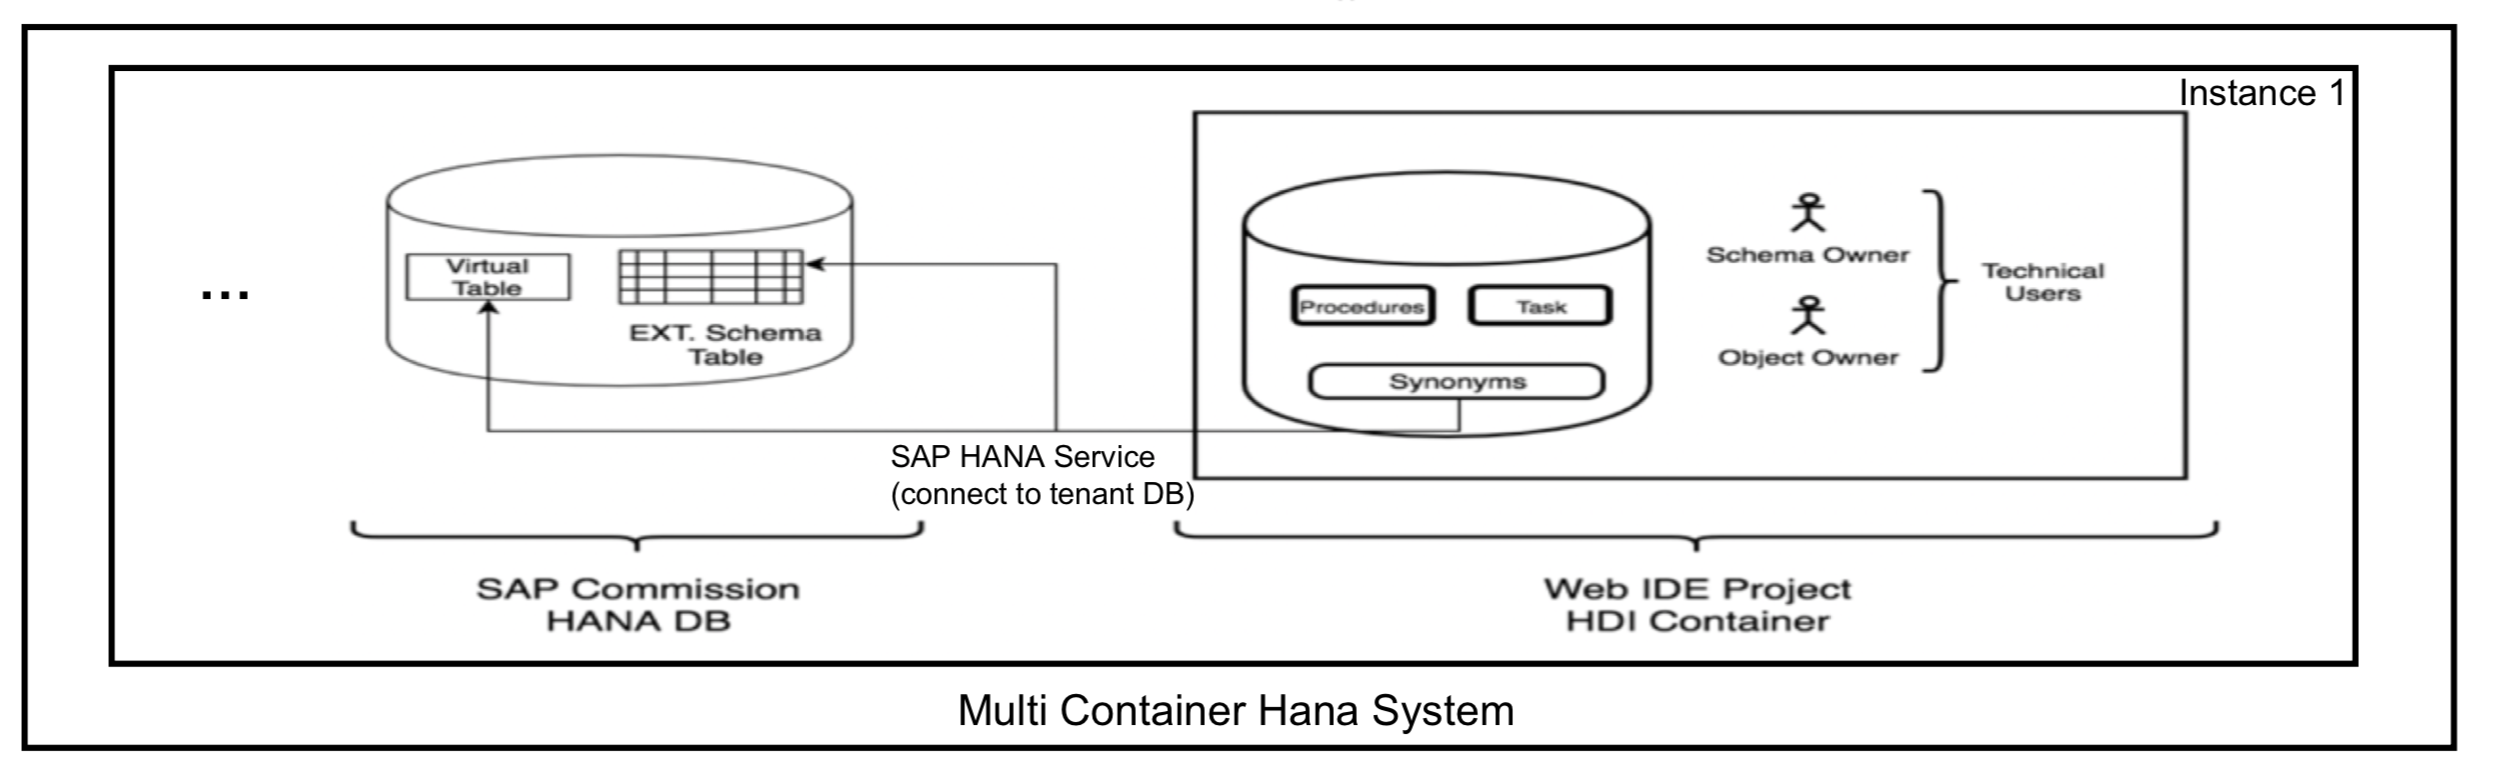 Instance 1
...
Virtual
Table
EXT. Schema
Table
Procedures
Task
Synonyms
Schema Owner
Object Owner
Technical
Users
SAP HANA Service
(connect to tenant DB)
SAP Commission
HANA DB
Web IDE Project
HDI Container
Multi Container Hana System